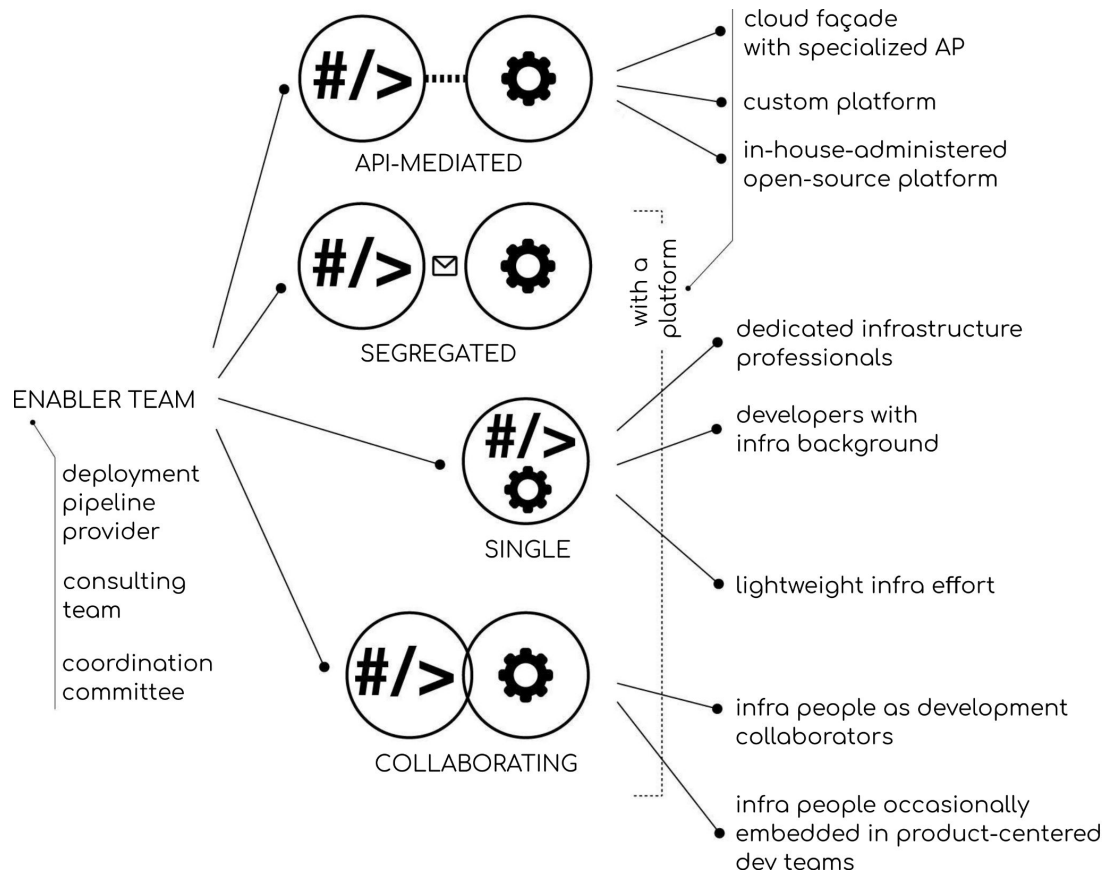 cloud façade
with specialized AP
custom platform
in-house-administered
open-source platform
#/>
API-MEDIATED
#/>
SEGREGATED
with a
platform
dedicated infrastructure
professionals
developers with
infra background
ENABLER TEAM
deployment
pipeline
provider
consulting
team
coordination
committee
#/>
SINGLE
lightweight infra effort
#/>
COLLABORATING
infra people as development
collaborators
infra people occasionally
embedded in product-centered
dev teams